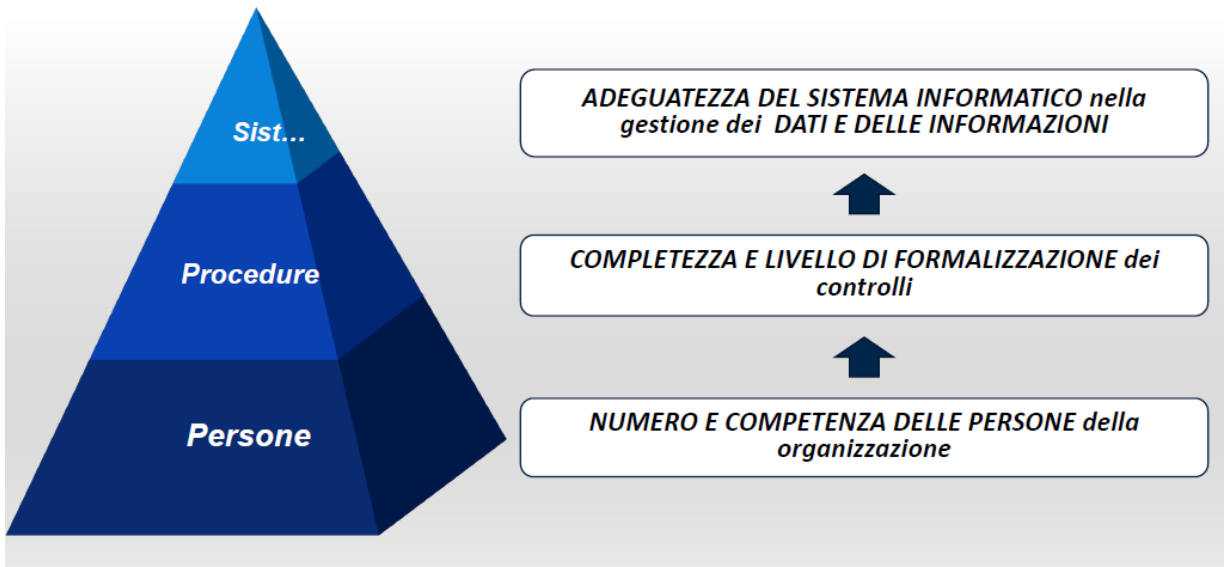 Sist...
Procedure
Persone
ADEGUATEZZA DEL SISTEMA INFORMATICO nella
gestione dei DATI E DELLE INFORMAZIONI
COMPLETEZZA E LIVELLO DI FORMALIZZAZIONE dei
controlli
NUMERO E COMPETENZA DELLE PERSONE della
organizzazione